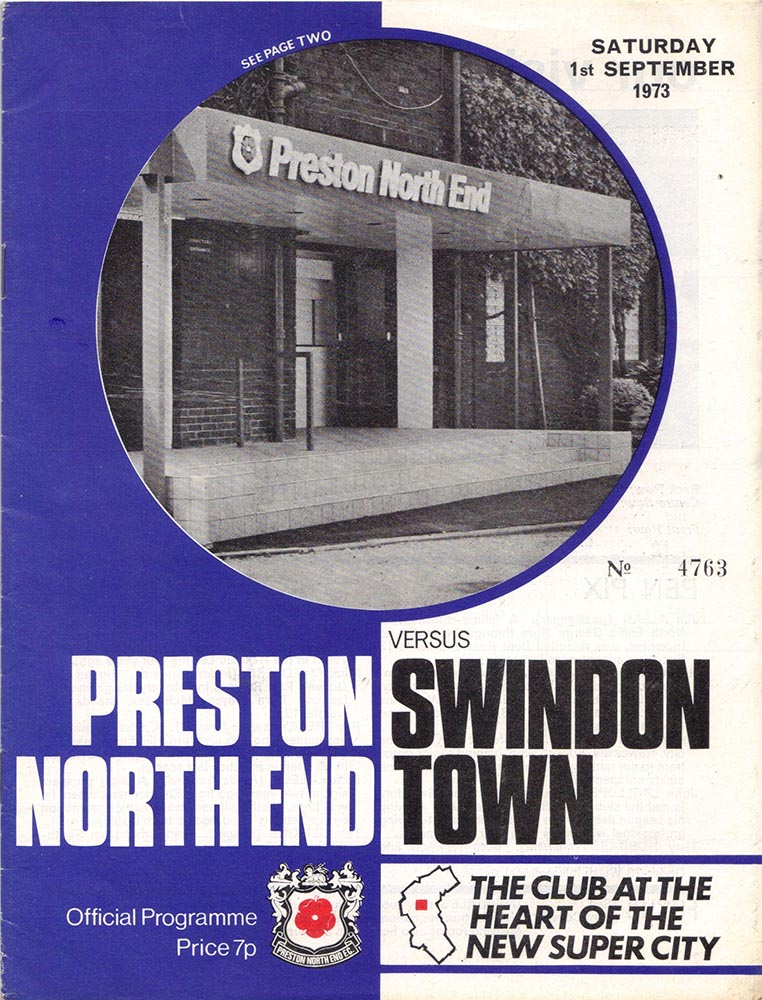 SEE PAGE TWO
SATURDAY
1st SEPTEMBER
1973
Preston North End
Nº 4763
VERSUS
PRESTON
NORTH END
SWINDON
TOWN
Official Programme
Price 7p
PRESTON NORTH END F.C.
THE CLUB AT THE
HEART OF THE
NEW SUPER CITY